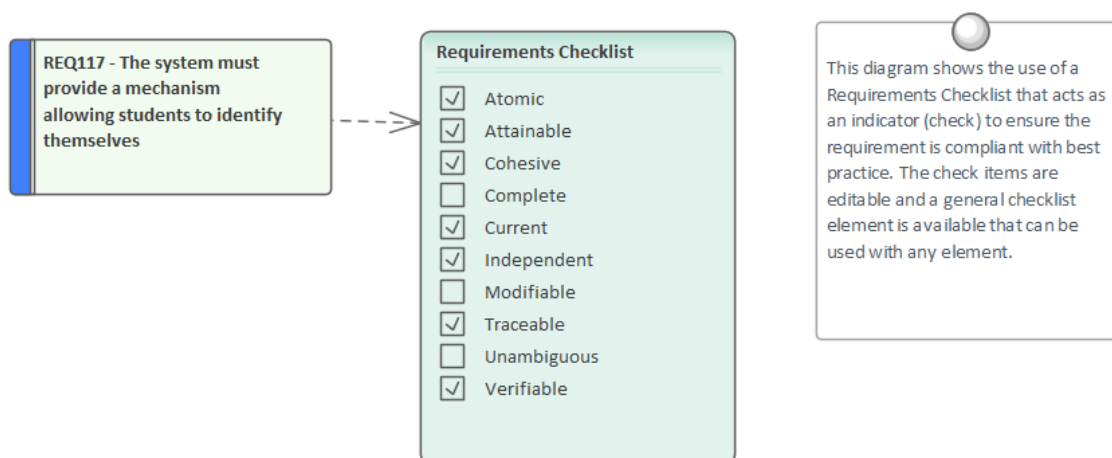 REQ117 - The system must
provide a mechanism
allowing students to identify
themselves
Requirements Checklist
Atomic
Attainable
Cohesive
Complete
Current
Independent
Modifiable
Traceable
Unambiguous
Verifiable
This diagram shows the use of a
Requirements Checklist that acts as
an indicator (check) to ensure the
requirement is compliant with best
practice. The check items are
editable and a general checklist
element is available that can be
used with any element.